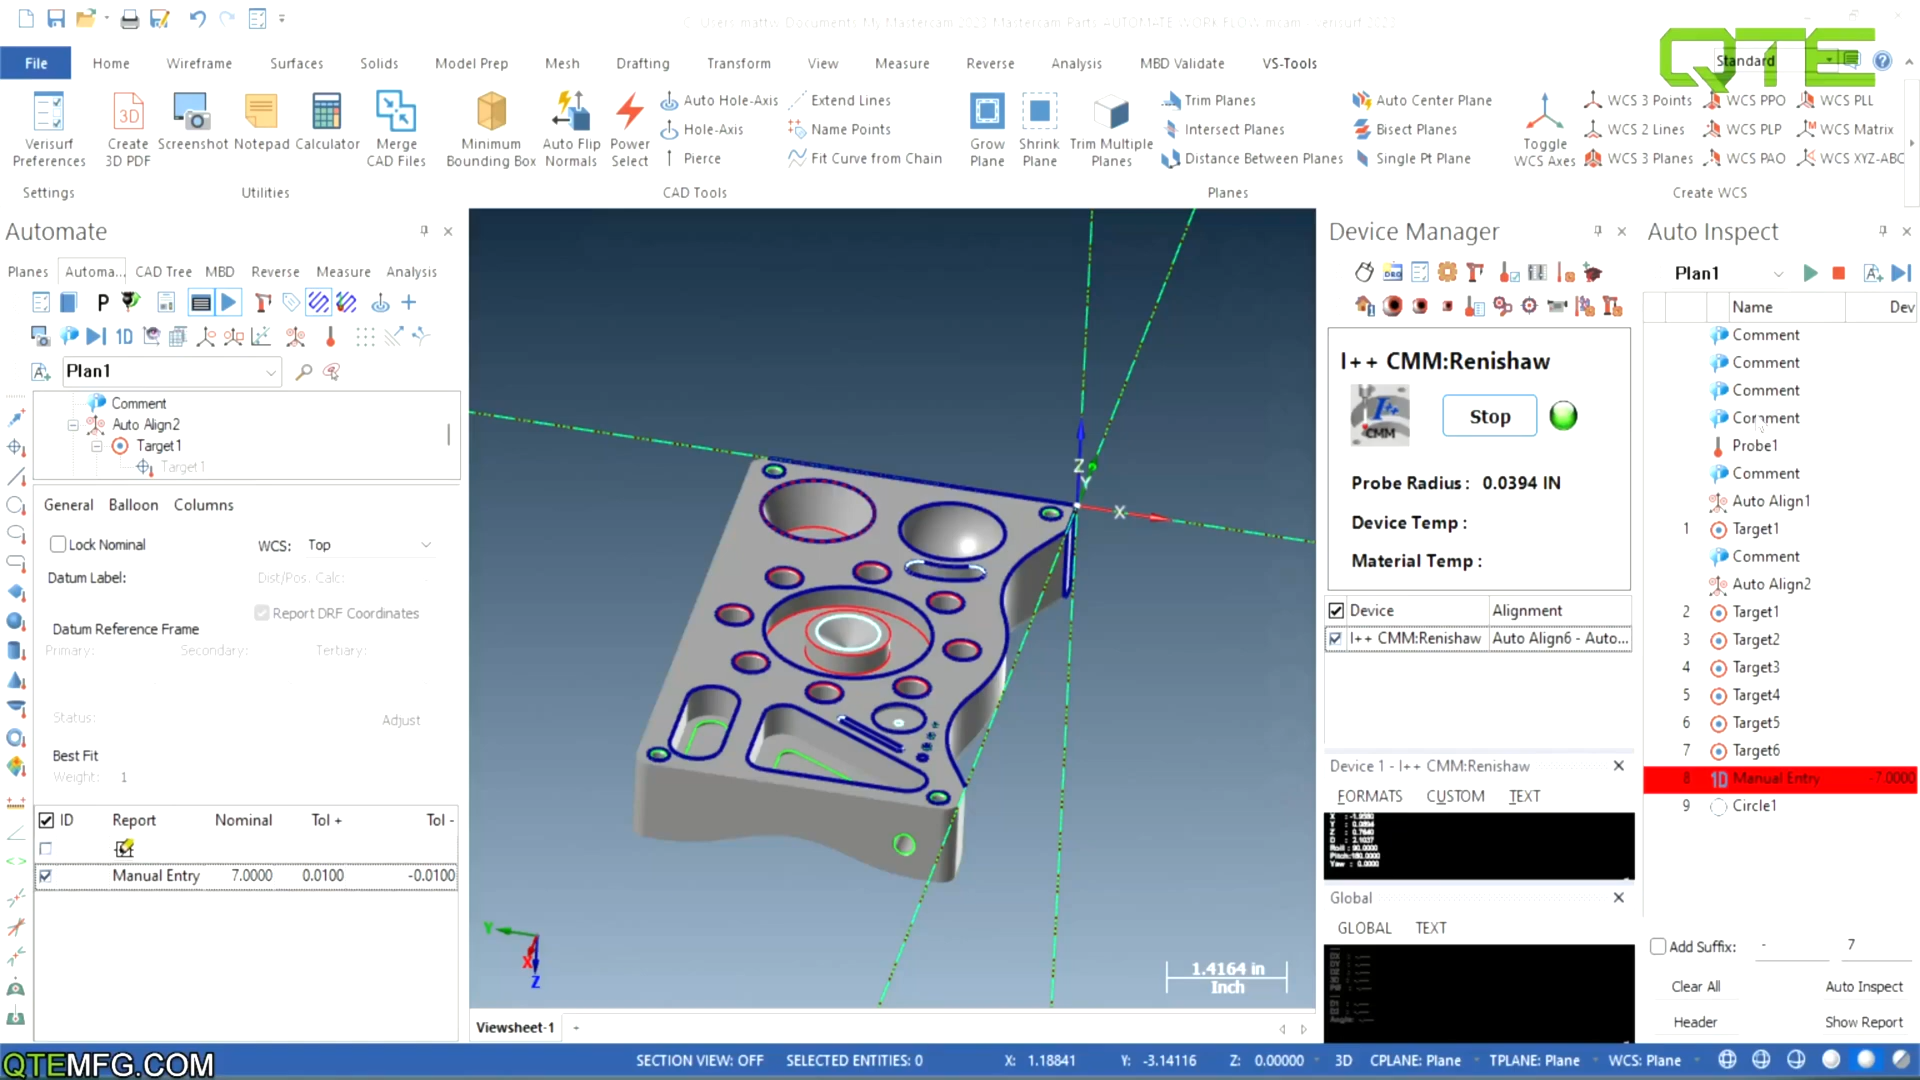 File
Home
Wireframe
Surfaces
Solids
Model Prep
Mesh
Drafting
Transform
View
Measure
Reverse
Analysis
MBD Validate
VS-Tools
QTE
Standard
Verisurf Preferences
Create 3D PDF
Screenshot
Notepad
Calculator
Merge CAD Files
Minimum Bounding Box
Auto Flip Normals
Power Select
Auto Hole-Axis
Hole-Axis
Pierce
Extend Lines
Name Points
Fit Curve from Chain
Grow Plane
Shrink Plane
Trim Multiple Planes
Trim Planes
Intersect Planes
Distance Between Planes
Auto Center Plane
Bisect Planes
Single Pt Plane
Toggle WCS Axes
WCS 3 Points
WCS 2 Lines
WCS 3 Planes
WCS PPO
WCS PLP
WCS PAO
WCS PLL
WCS Matrix
WCS XYZ-ABC
Settings
Utilities
CAD Tools
Planes
Create WCS
Automate
Planes
Automa...
CAD Tree
MBD
Reverse
Measure
Analysis
P
1D
Plan1
Comment
Auto Align2
Target1
Target1
General
Balloon
Columns
Lock Nominal
WCS:
Top
Datum Label:
Dist/Pos. Calc:
Report DRF Coordinates
Datum Reference Frame
Primary:
Secondary:
Tertiary:
Status:
Adjust
Best Fit
Weight:
1
ID
Report
Nominal
Tol +
Tol -
Manual Entry
7.0000
0.0100
-0.0100
Z
Y
X
Y
X
Z
1.4164 in
Inch
Viewsheet-1
Device Manager
DRO
I++ CMM:Renishaw
I++
CMM
Stop
Probe Radius : 0.0394 IN
Device Temp :
Material Temp :
Device
Alignment
I++ CMM:Renishaw
Auto Align6 - Auto...
Device 1 - I++ CMM:Renishaw
FORMATS
CUSTOM
TEXT
Global
GLOBAL
TEXT
Auto Inspect
Plan1
Name
Dev
Comment
Comment
Comment
Comment
Probe1
Comment
Auto Align1
1 Target1
Comment
Auto Align2
2 Target1
3 Target2
4 Target3
5 Target4
6 Target5
7 Target6
8 1D Manual Entry -7.0000
9 Circle1
Add Suffix:
-
7
Clear All
Auto Inspect
Header
Show Report
QTEMFG.COM
SECTION VIEW: OFF
SELECTED ENTITIES: 0
X: 1.18841
Y: -3.14116
Z: 0.00000
3D
CPLANE: Plane
TPLANE: Plane
WCS: Plane